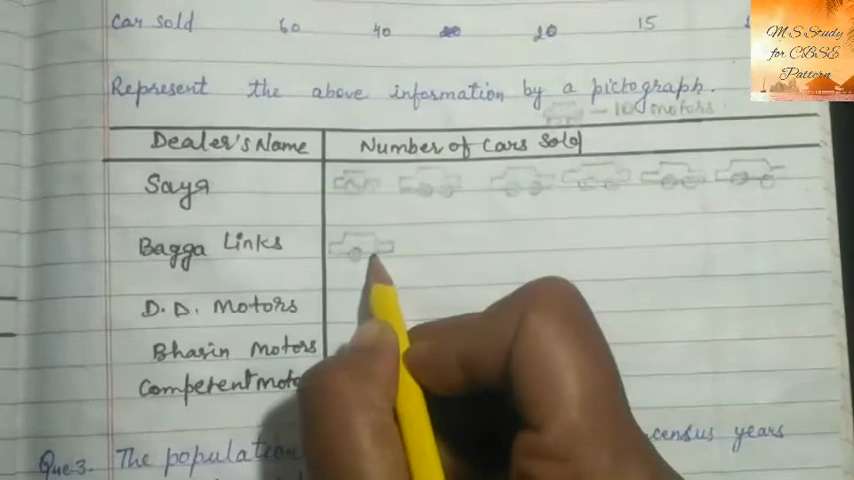 car sold 60 40 20 15
M S Study
for CBSE
Pattern
Represent the above information by a pictograph.
— 10 motors
Dealer's Name Number of Cars Sold
Saya
Bagga Links
D.D. Motors
Bhasin Motors
Competent moto
census years
Que-3. The population